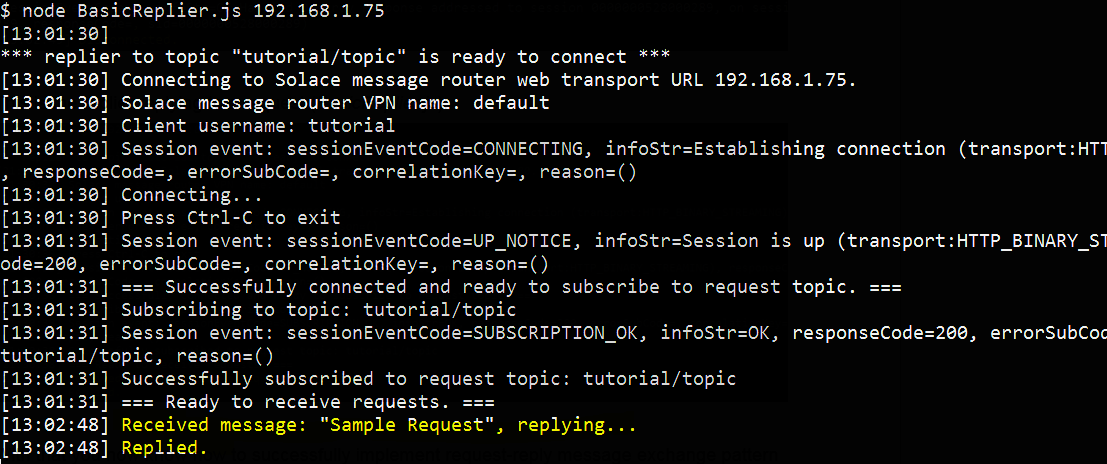 $ node BasicReplier.js 192.168.1.75
[13:01:30]
*** replier to topic "tutorial/topic" is ready to connect ***
[13:01:30] Connecting to Solace message router web transport URL 192.168.1.75.
[13:01:30] Solace message router VPN name: default
[13:01:30] Client username: tutorial
[13:01:30] Session event: sessionEventCode=CONNECTING, infoStr=Establishing connection (transport:HTT
, responseCode=, errorSubCode=, correlationKey=, reason=()
[13:01:30] Connecting...
[13:01:30] Press Ctrl-C to exit
[13:01:31] Session event: sessionEventCode=UP_NOTICE, infoStr=Session is up (transport:HTTP_BINARY_ST
ode=200, errorSubCode=, correlationKey=, reason=()
[13:01:31] === Successfully connected and ready to subscribe to request topic. ===
[13:01:31] Subscribing to topic: tutorial/topic
[13:01:31] Session event: sessionEventCode=SUBSCRIPTION_OK, infoStr=OK, responseCode=200, errorSubCod
tutorial/topic, reason=()
[13:01:31] Successfully subscribed to request topic: tutorial/topic
[13:01:31] === Ready to receive requests. ===
[13:02:48] Received message: "Sample Request", replying...
[13:02:48] Replied.